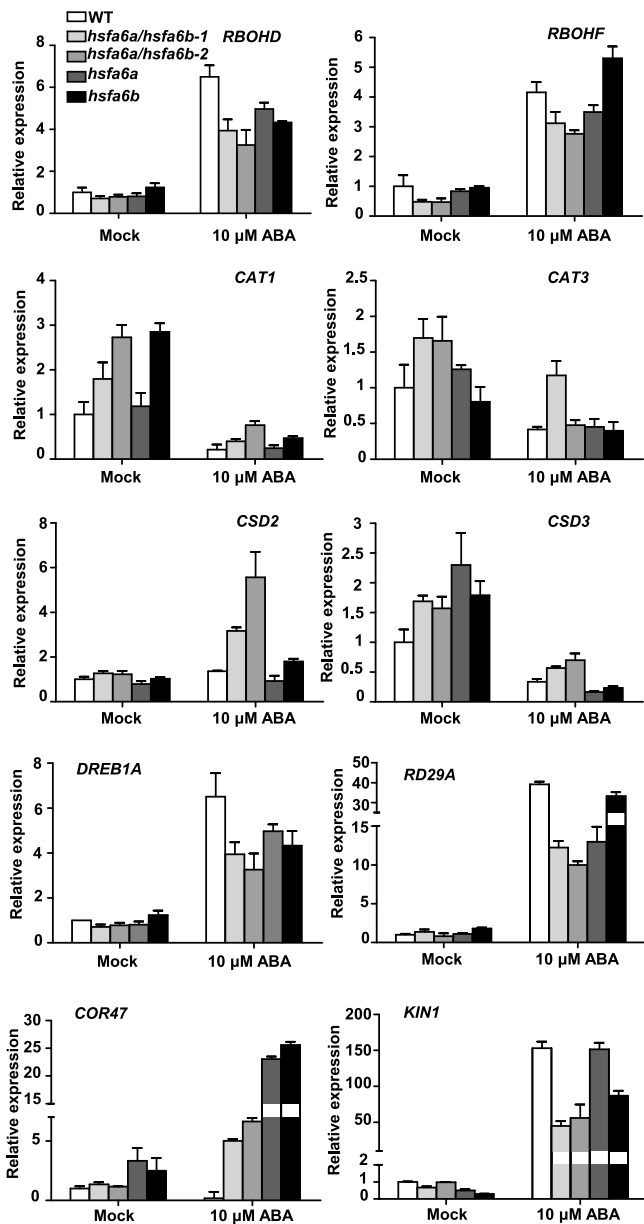 WT
hsfa6a/hsfa6b-1
hsfa6a/hsfa6b-2
hsfa6a
hsfa6b
RBOHD
Relative expression
8
6
4
2
0
Mock
10 µM ABA
RBOHF
Relative expression
6
5
4
3
2
1
0
Mock
10 µM ABA
CAT1
Relative expression
4
3
2
1
0
Mock
10 µM ABA
CAT3
Relative expression
2.5
2
1.5
1
0.5
0
Mock
10 µM ABA
CSD2
Relative expression
8
6
4
2
0
Mock
10 µM ABA
CSD3
Relative expression
3
2.5
2
1.5
1
0.5
0
Mock
10 µM ABA
DREB1A
Relative expression
8
6
4
2
0
Mock
10 µM ABA
RD29A
Relative expression
50
40
30
20
15
10
5
0
Mock
10 µM ABA
COR47
Relative expression
30
25
20
15
5
0
Mock
10 µM ABA
KIN1
Relative expression
200
150
100
50
2
1
0
Mock
10 µM ABA